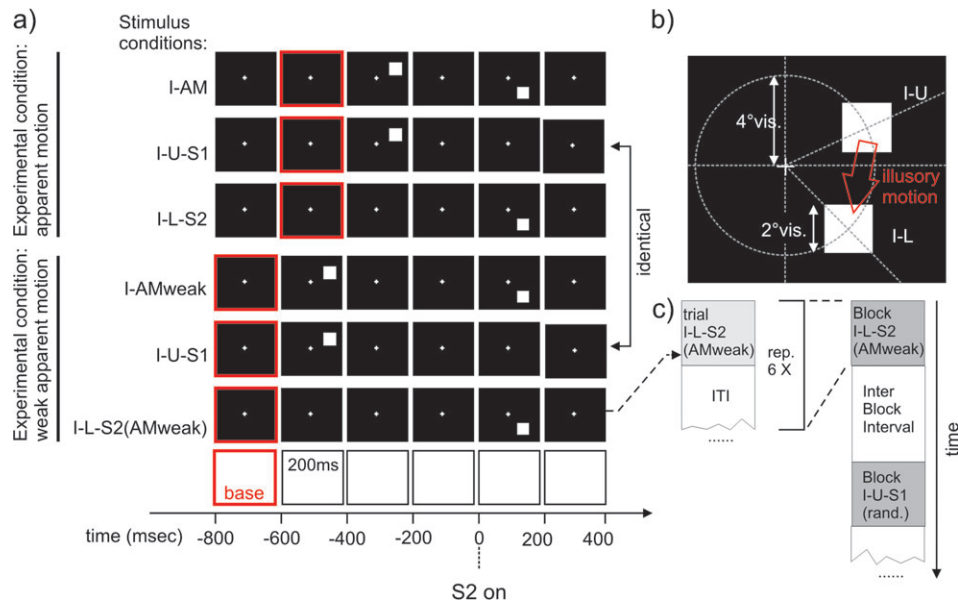 a)
Stimulus
conditions:
Experimental condition:
apparent motion
I-AM
I-U-S1
I-L-S2
Experimental condition:
weak apparent motion
I-AMweak
I-U-S1
I-L-S2(AMweak)
identical
base
200ms
time (msec)
-800
-600
-400
-200
0
200
400
S2 on
b)
4°vis.
I-U
illusory
motion
2°vis.
I-L
c)
trial
I-L-S2
(AMweak)
ITI
......
rep.
6 X
Block
I-L-S2
(AMweak)
Inter
Block
Interval
Block
I-U-S1
(rand.)
......
time